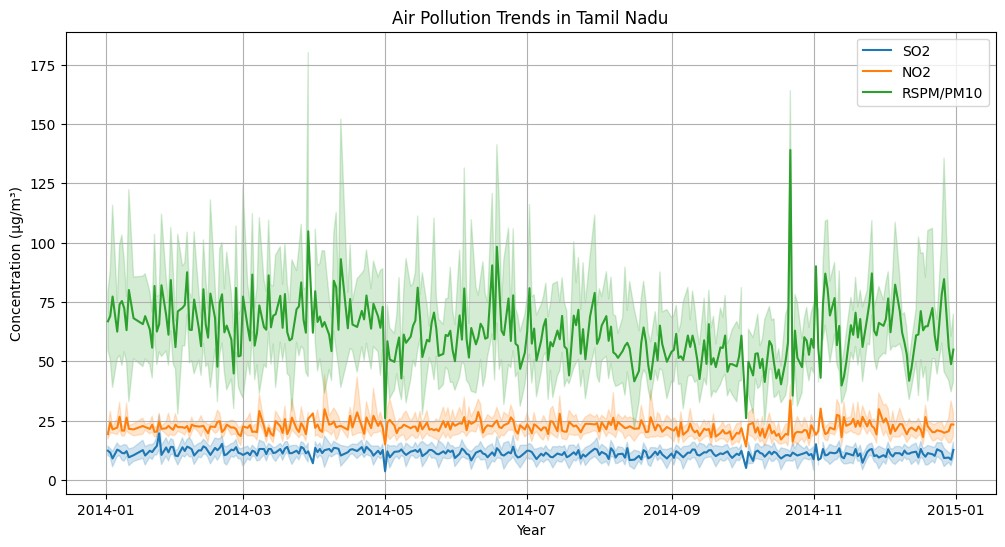 Air Pollution Trends in Tamil Nadu
SO2
NO2
RSPM/PM10
Concentration (µg/m³)
175
150
125
100
75
50
25
0
2014-01
2014-03
2014-05
2014-07
2014-09
2014-11
2015-01
Year